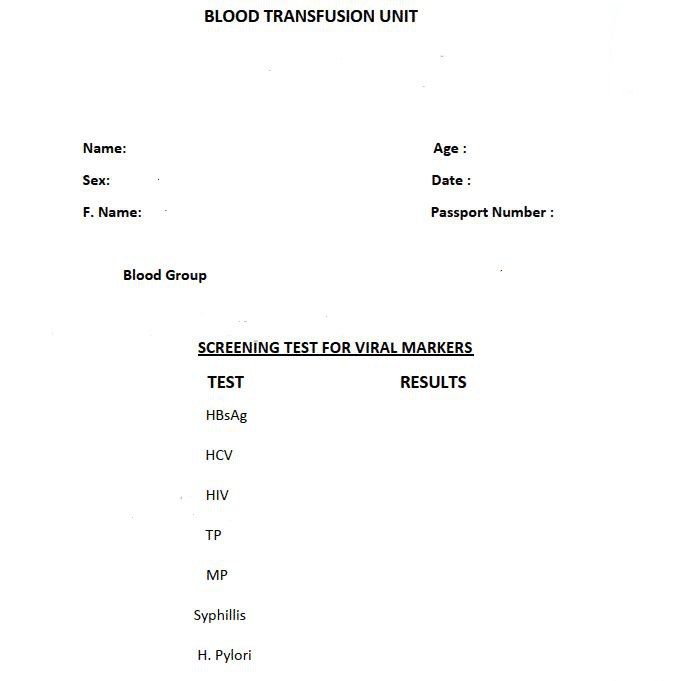 BLOOD TRANSFUSION UNIT
Name: Age :
Sex: Date :
F. Name: Passport Number :
Blood Group
SCREENING TEST FOR VIRAL MARKERS
TEST RESULTS
HBsAg
HCV
HIV
TP
MP
Syphillis
H. Pylori